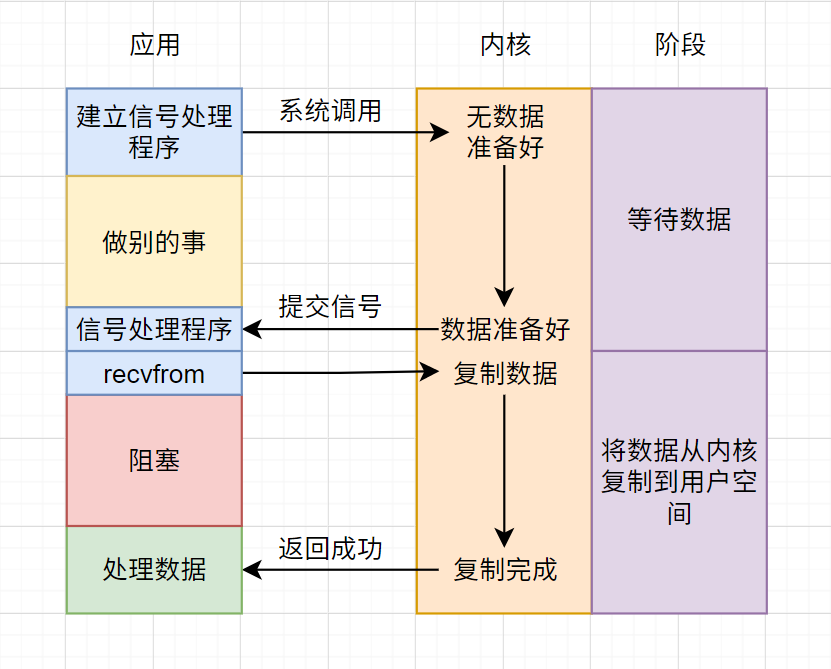 应用
内核
阶段
建立信号处理
程序
系统调用
无数据
准备好
等待数据
做别的事
提交信号
信号处理程序
数据准备好
recvfrom
复制数据
阻塞
将数据从内核
复制到用户空
间
返回成功
处理数据
复制完成